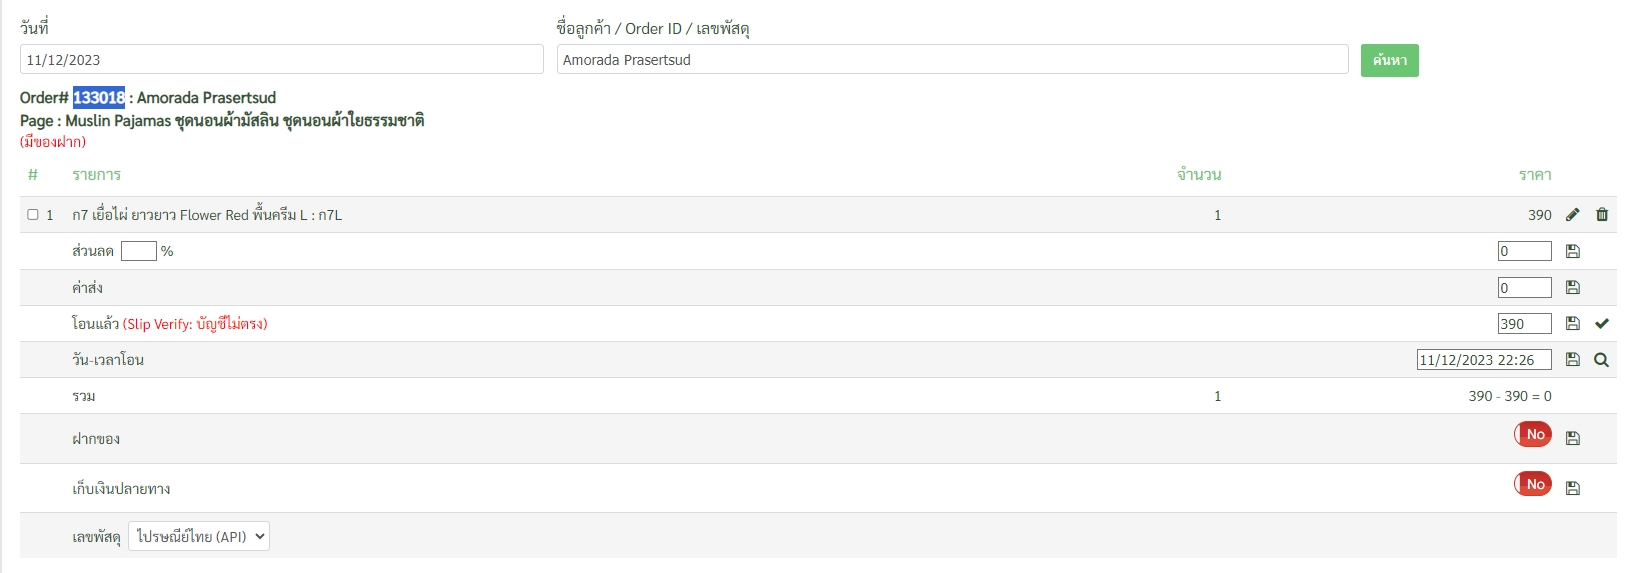 วันที่ ชื่อลูกค้า / Order ID / เลขพัสดุ
11/12/2023 Amorada Prasertsud ค้นหา
Order# 133018 : Amorada Prasertsud
Page : Muslin Pajamas ชุดนอนผ้ามัสลิน ชุดนอนผ้าใยธรรมชาติ
(มีของฝาก)
# รายการ จำนวน ราคา
1 ก7 เยื่อไผ่ ยาวยาว Flower Red พื้นครีม L : ก7L 1 390
ส่วนลด % 0
ค่าส่ง 0
โอนแล้ว (Slip Verify: บัญชีไม่ตรง) 390
วัน-เวลาโอน 11/12/2023 22:26
รวม 1 390 - 390 = 0
ฝากของ No
เก็บเงินปลายทาง No
เลขพัสดุ ไปรษณีย์ไทย (API)